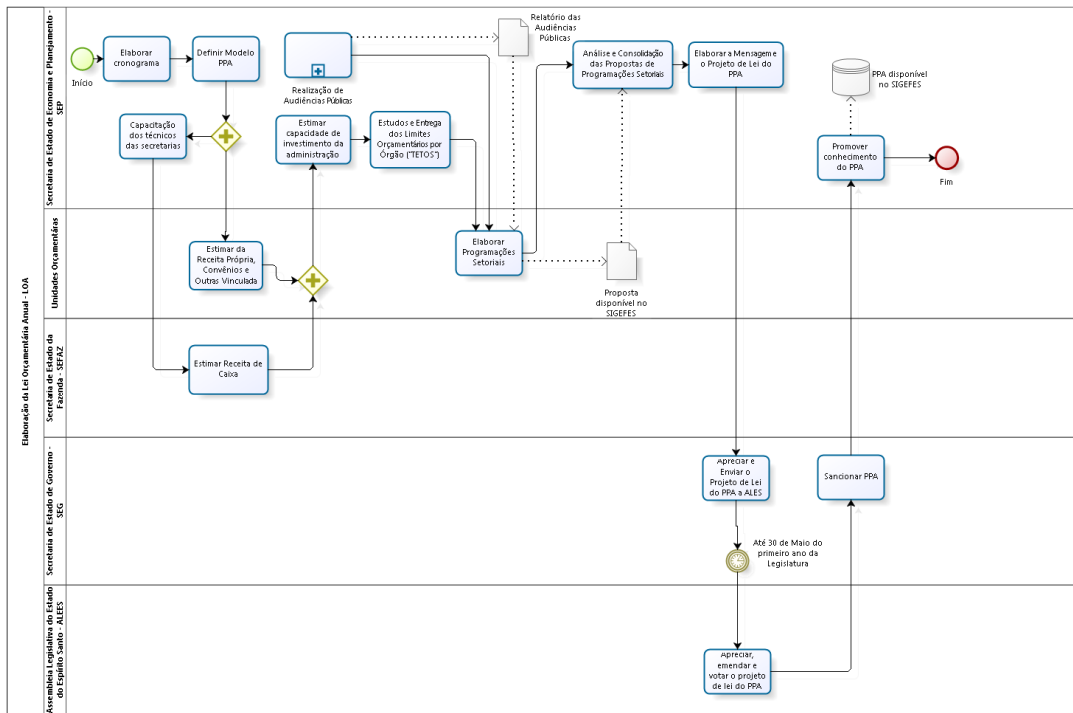 Elaboração da Lei Orçamentária Anual - LOA
Secretaria de Estado de Economia e Planejamento -
SEP
Início
Elaborar
cronograma
Definir Modelo
PPA
Capacitação
dos técnicos
das secretarias
Realização de
Audiências Públicas
Relatório das
Audiências
Públicas
Estimar
capacidade de
investimento da
administração
Estudos e Entrega
dos Limites
Orçamentários por
Órgão ("TETOS")
Análise e Consolidação
das Propostas de
Programações Setoriais
Elaborar a Mensagem e
o Projeto de Lei do
PPA
PPA disponível
no SIGEFES
Promover
conhecimento
do PPA
Fim
Unidades Orçamentáras
Estimar da
Receita Própria,
Convênios e
Outras Vinculada
Elaborar
Programações
Setoriais
Proposta
disponível no
SIGEFES
Secretaria de Estado da
Fazenda - SEFAZ
Estimar Receita de
Caixa
Secretaria de Estado de Governo -
SEG
Apreciar e
Enviar o
Projeto de Lei
do PPA a ALES
Até 30 de Maio do
primeiro ano da
Legislatura
Sancionar PPA
Assembleia Legislativa do Estado
do Espírito Santo - ALEES
Apreciar,
emendar e
votar o projeto
de lei do PPA